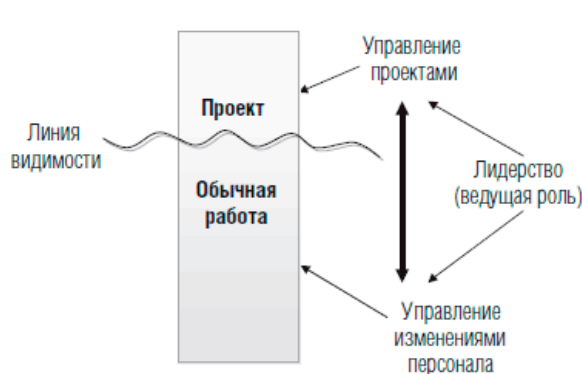 Управление
проектами
Проект
Линия
видимости
Обычная
работа
Лидерство
(ведущая роль)
Управление
изменениями
персонала